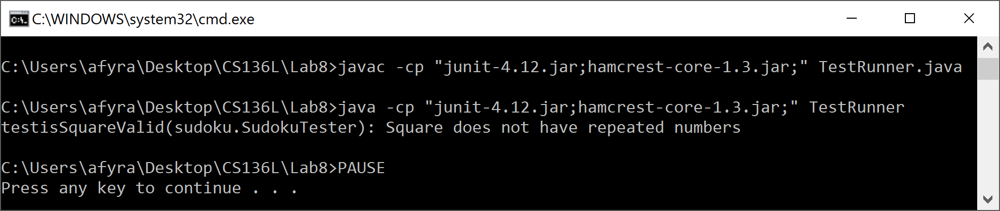 C:\WINDOWS\system32\cmd.exe
C:\Users\afyra\Desktop\CS136L\Lab8>javac -cp "junit-4.12.jar;hamcrest-core-1.3.jar;" TestRunner.java
C:\Users\afyra\Desktop\CS136L\Lab8>java -cp "junit-4.12.jar;hamcrest-core-1.3.jar;" TestRunner
testisSquareValid(sudoku.SudokuTester): Square does not have repeated numbers
C:\Users\afyra\Desktop\CS136L\Lab8>PAUSE
Press any key to continue . . .